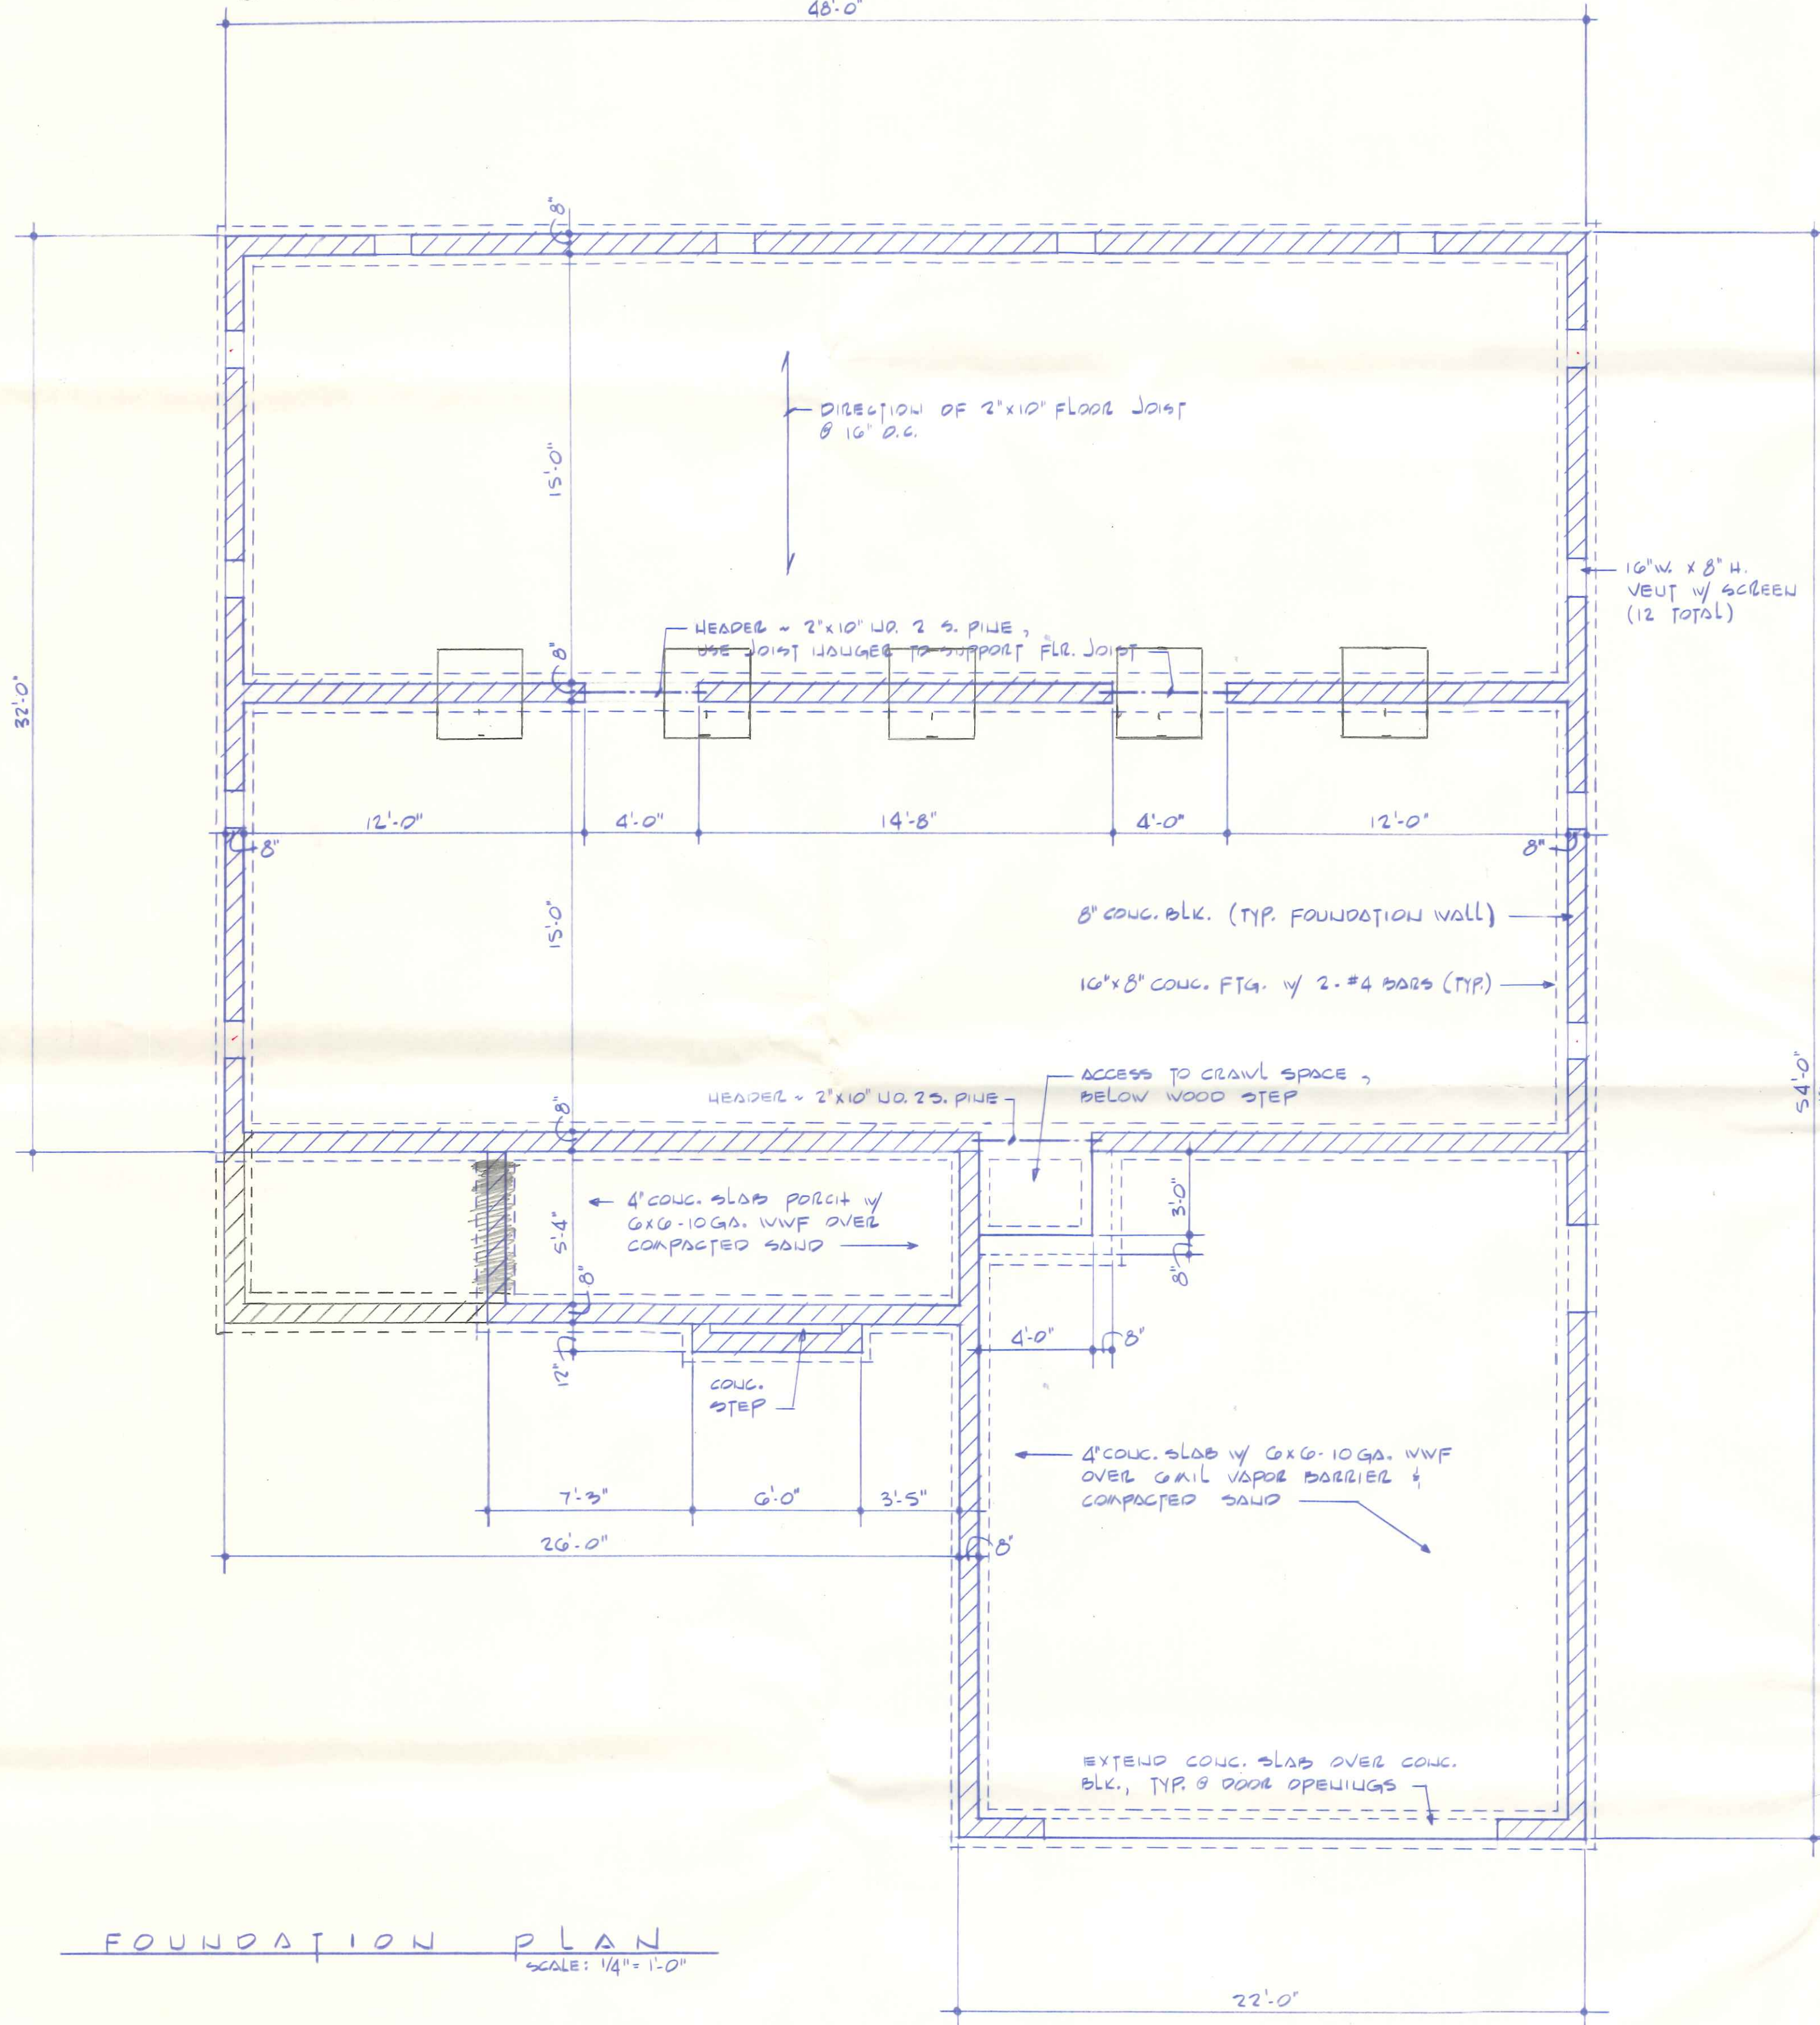 48'-0"
8"
15'-0"
DIRECTION OF 2"x10" FLOOR JOIST
@ 16" O.C.
16"W. x 8" H.
VENT W/ SCREEN
(12 TOTAL)
HEADER ~ 2"x10" NO. 2 S. PINE,
USE JOIST HANGER TO SUPPORT FLR. JOIST
8"
32'-0"
12'-0"
4'-0"
14'-8"
4'-0"
12'-0"
8"
8"
15'-0"
8" CONC. BLK. (TYP. FOUNDATION WALL)
16"x8" CONC. FTG. W/ 2-#4 BARS (TYP.)
54'-0"
ACCESS TO CRAWL SPACE,
BELOW WOOD STEP
HEADER ~ 2"x10" NO. 2 S. PINE
8"
4" CONC. SLAB PORCH W/
6x6-10GA. WWF OVER
COMPACTED SAND
5'-4"
3'-0"
8"
8"
4'-0"
8"
12"
CONC.
STEP
4" CONC. SLAB W/ 6x6-10GA. WWF
OVER 6MIL VAPOR BARRIER &
COMPACTED SAND
7'-3"
6'-0"
3'-5"
26'-0"
8"
EXTEND CONC. SLAB OVER CONC.
BLK., TYP. @ DOOR OPENINGS
FOUNDATION PLAN
SCALE: 1/4" = 1'-0"
22'-0"